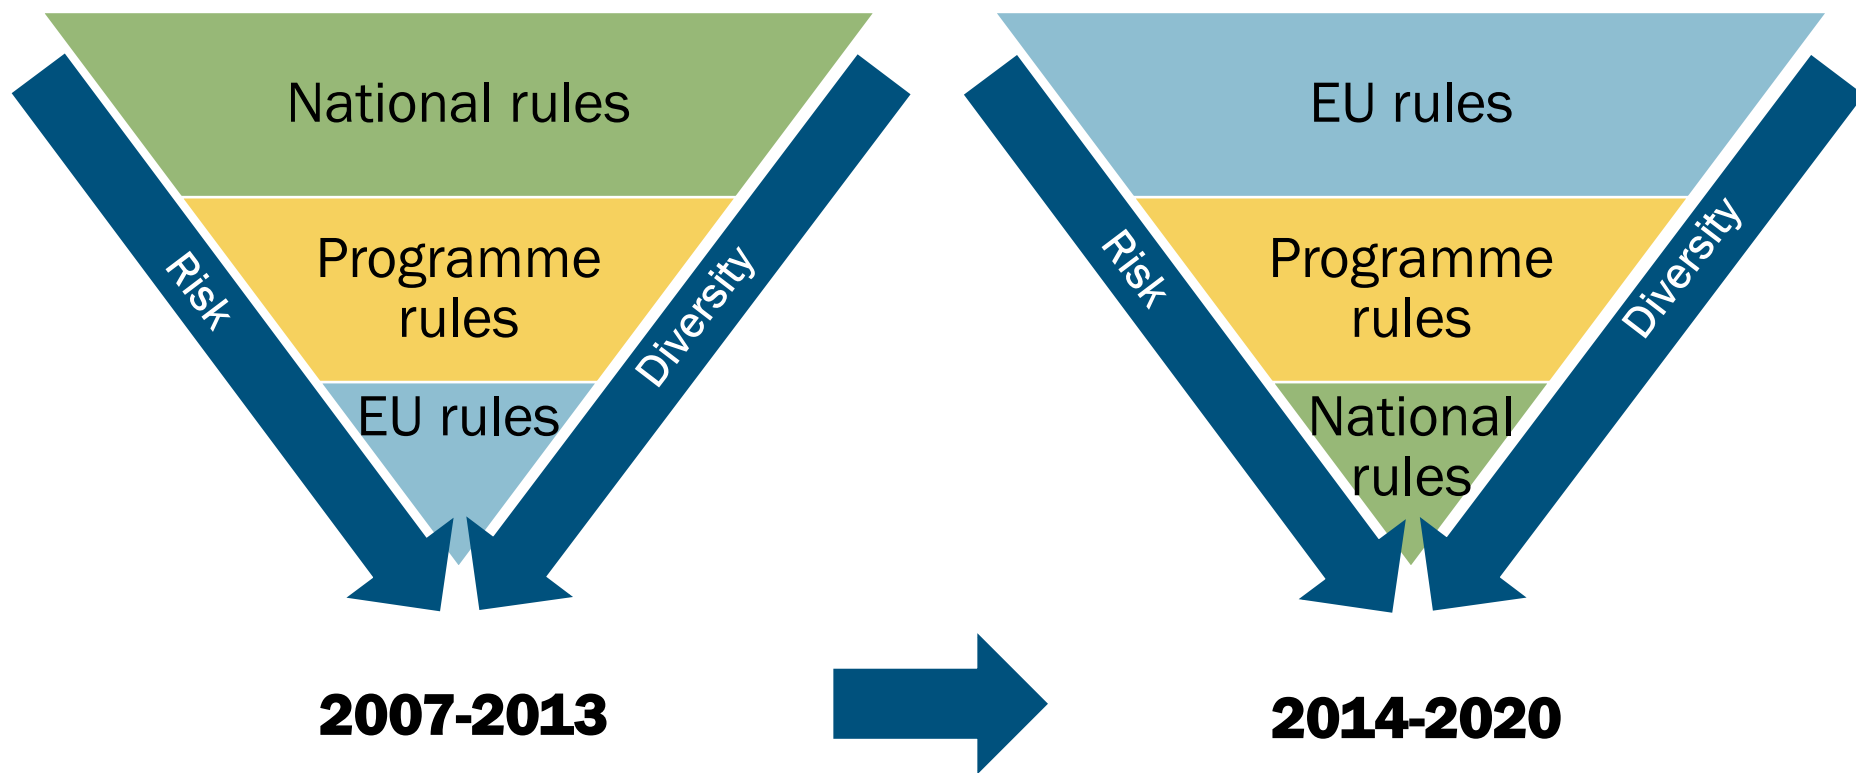 National rules
Programme
rules
EU rules
Risk
Diversity
2007-2013
EU rules
Programme
rules
National
rules
Risk
Diversity
2014-2020